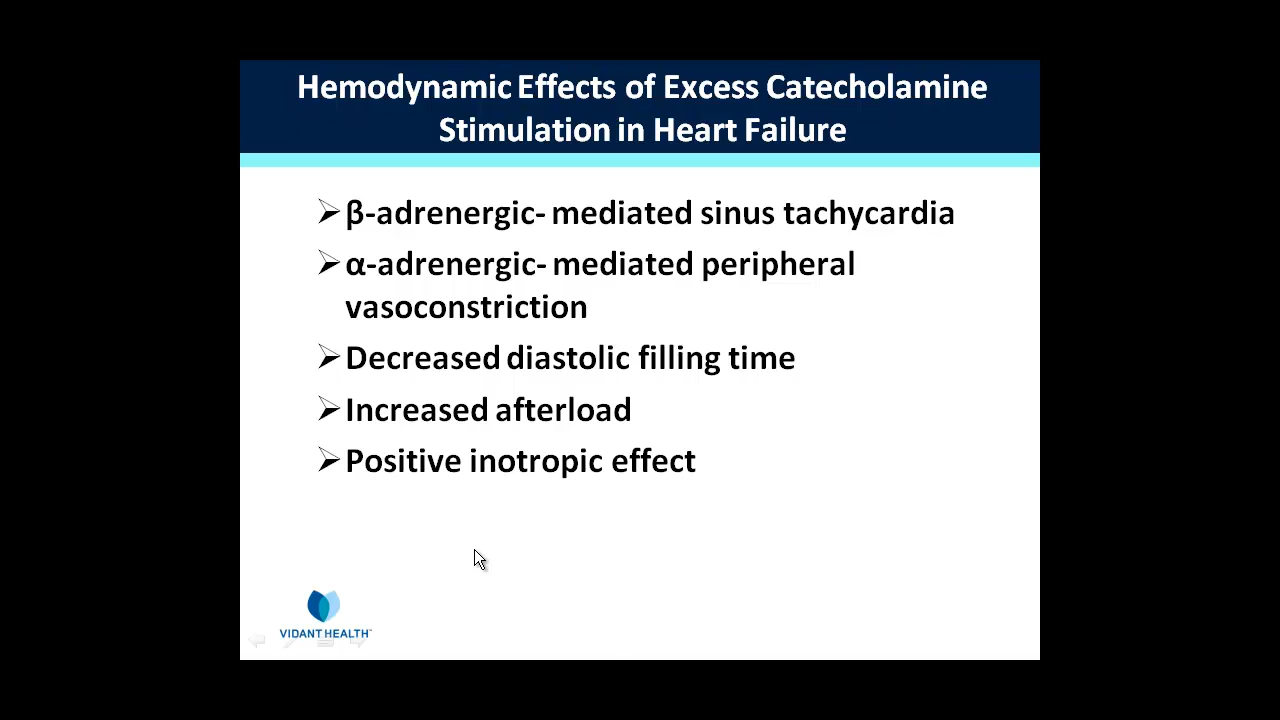 Hemodynamic Effects of Excess Catecholamine
Stimulation in Heart Failure
➢β-adrenergic- mediated sinus tachycardia
➢α-adrenergic- mediated peripheral
vasoconstriction
➢Decreased diastolic filling time
➢Increased afterload
➢Positive inotropic effect
VIDANT HEALTH™